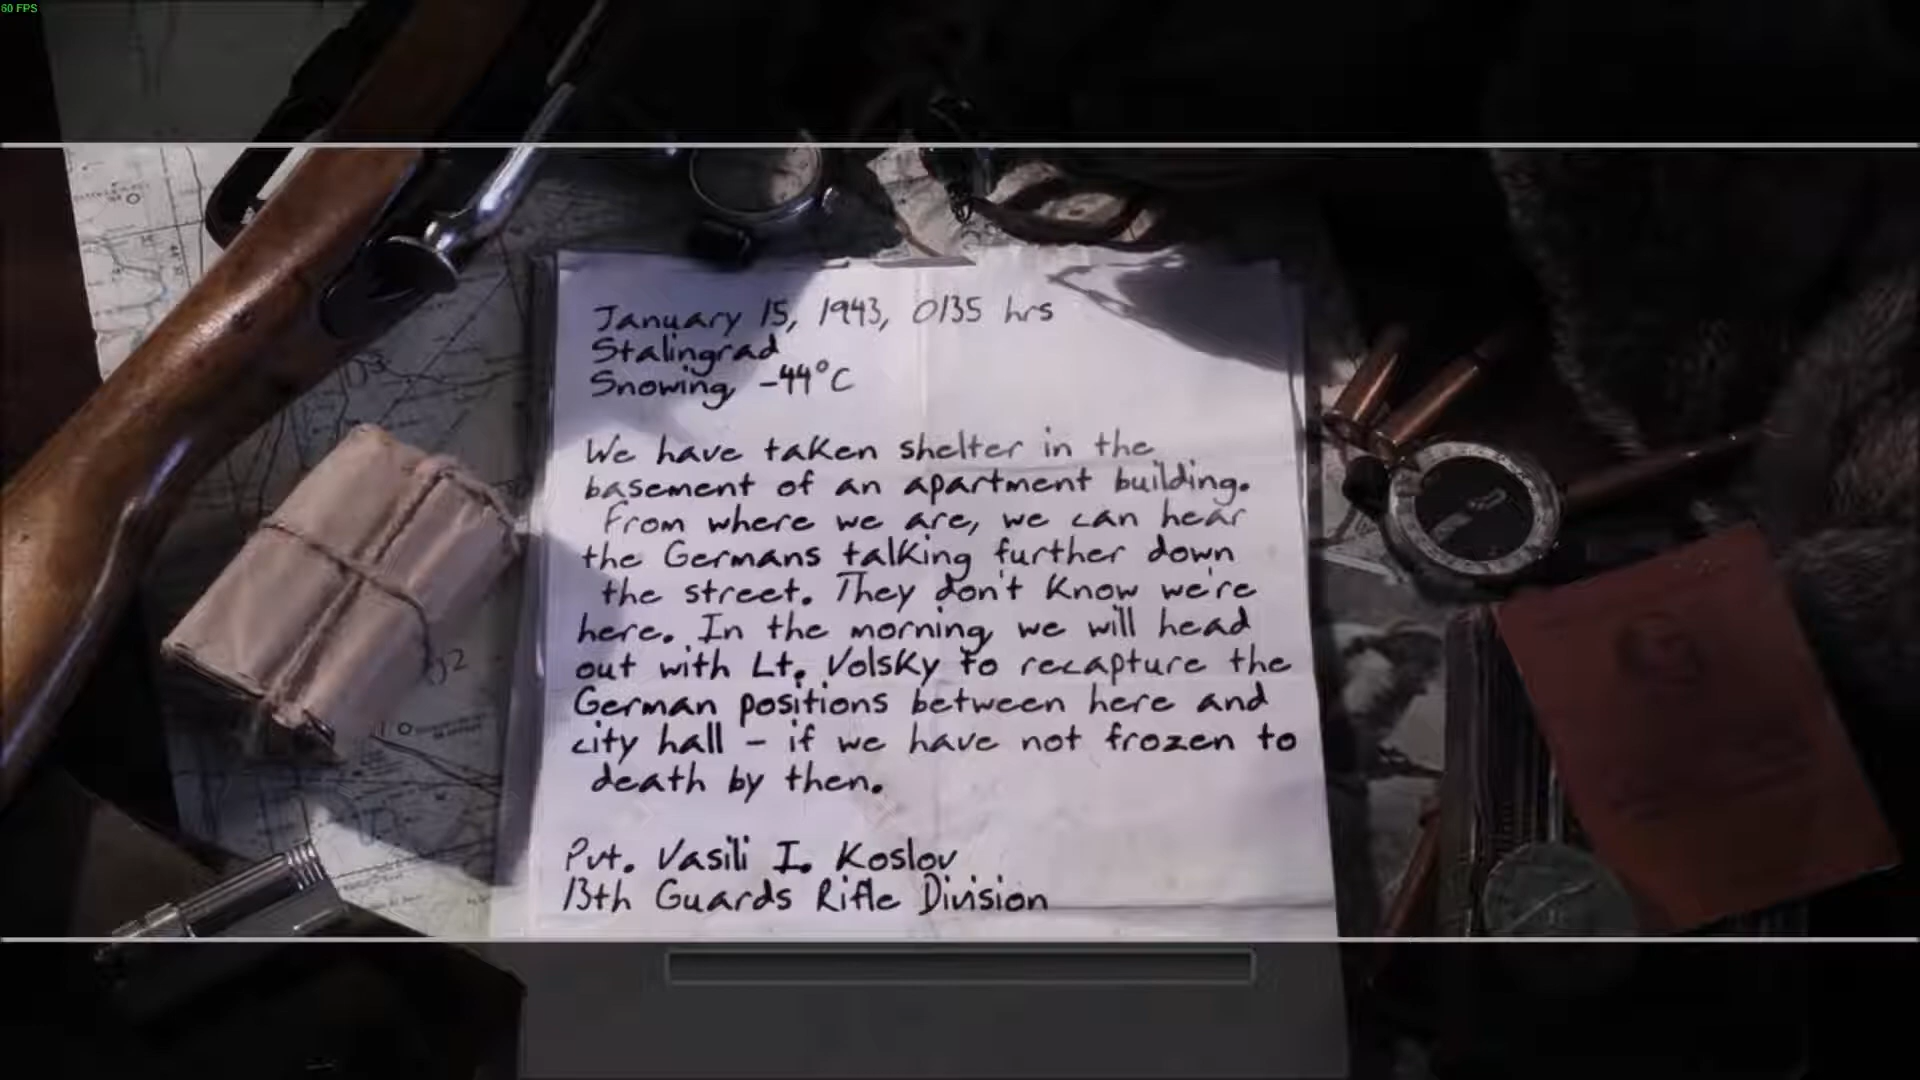 60 FPS
January 15, 1943, 0135 hrs
Stalingrad
Snowing, -44°C
We have taken shelter in the
basement of an apartment building.
From where we are, we can hear
the Germans talking further down
the street. They don't know we're
here. In the morning, we will head
out with Lt. Volsky to recapture the
German positions between here and
city hall - if we have not frozen to
death by then.
Pvt. Vasili I. Koslov
13th Guards Rifle Division